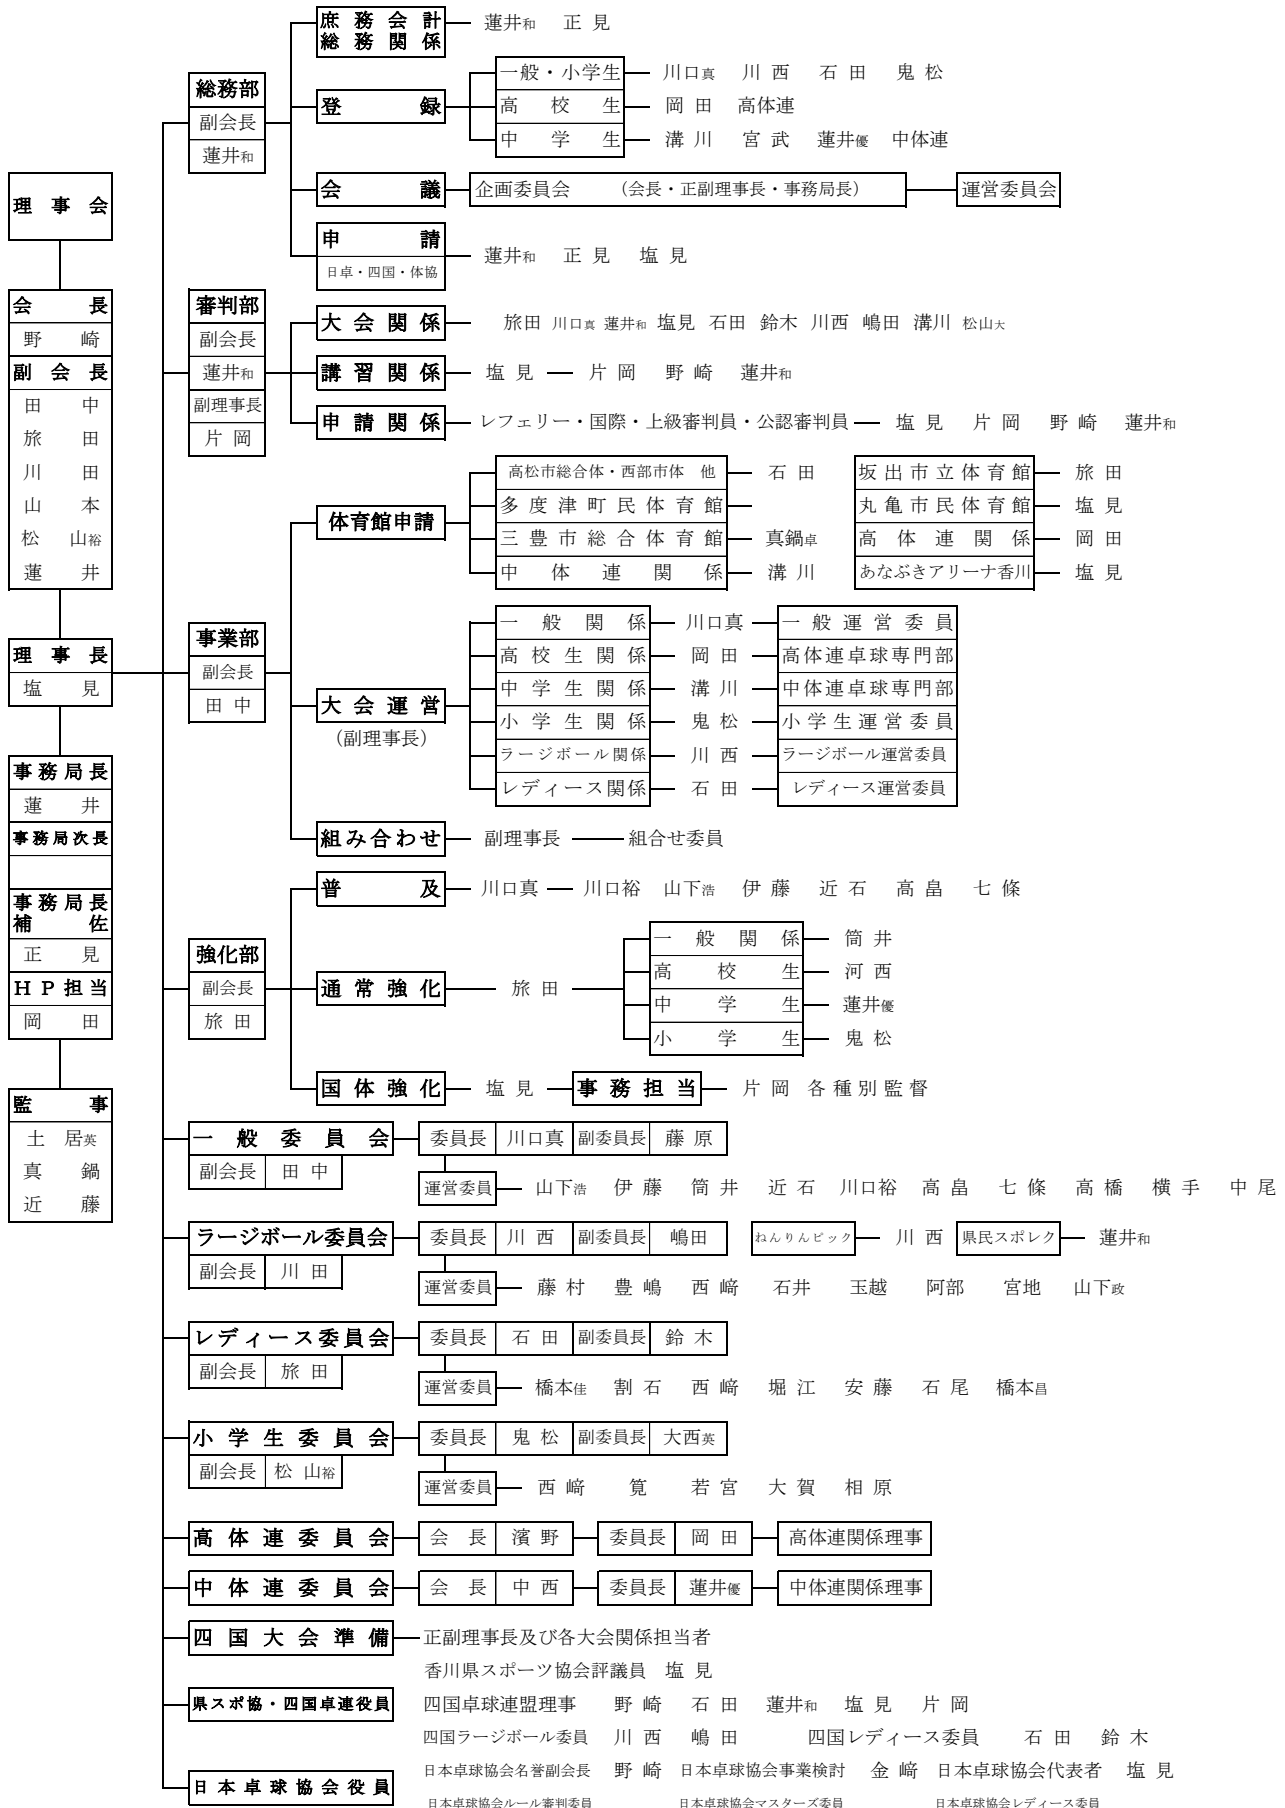 理事会
会長
野崎
副会長
田中
旅田
川田
山本
松山裕
蓮井
理事長
塩見
事務局長
蓮井
事務局次長
事務局長
補佐
正見
ＨＰ担当
岡田
監事
土居英
真鍋
近藤
総務部
副会長
蓮井和
庶務会計
総務関係 蓮井和 正見
登録
一般・小学生 川口真 川西 石田 鬼松
高校生 岡田 高体連
中学生 溝川 宮武 蓮井優 中体連
会議 企画委員会 （会長・正副理事長・事務局長） 運営委員会
申請
日卓・四国・体協 蓮井和 正見 塩見
審判部
副会長
蓮井和
副理事長
片岡
大会関係 旅田 川口真 蓮井和 塩見 石田 鈴木 川西 嶋田 溝川 松山大
講習関係 塩見 片岡 野崎 蓮井和
申請関係 レフェリー・国際・上級審判員・公認審判員 塩見 片岡 野崎 蓮井和
事業部
副会長
田中
体育館申請
高松市総合体・西部市体 他 石田 坂出市立体育館 旅田
多度津町民体育館 丸亀市民体育館 塩見
三豊市総合体育館 真鍋卓 高体連関係 岡田
中体連関係 溝川 あなぶきアリーナ香川 塩見
大会運営
（副理事長）
一般関係 川口真 一般運営委員
高校生関係 岡田 高体連卓球専門部
中学生関係 溝川 中体連卓球専門部
小学生関係 鬼松 小学生運営委員
ラージボール関係 川西 ラージボール運営委員
レディース関係 石田 レディース運営委員
組み合わせ 副理事長 組合せ委員
強化部
副会長
旅田
普及 川口真 川口裕 山下浩 伊藤 近石 高畠 七條
通常強化 旅田
一般関係 筒井
高校生 河西
中学生 蓮井優
小学生 鬼松
国体強化 塩見 事務担当 片岡 各種別監督
一般委員会 委員長 川口真 副委員長 藤原
副会長 田中
運営委員 山下浩 伊藤 筒井 近石 川口裕 高畠 七條 高橋 横手 中尾
ラージボール委員会 委員長 川西 副委員長 嶋田 ねんりんピック 川西 県民スポレク 蓮井和
副会長 川田
運営委員 藤村 豊嶋 西﨑 石井 玉越 阿部 宮地 山下政
レディース委員会 委員長 石田 副委員長 鈴木
副会長 旅田
運営委員 橋本佳 割石 西﨑 堀江 安藤 石尾 橋本昌
小学生委員会 委員長 鬼松 副委員長 大西英
副会長 松山裕
運営委員 西﨑 筧 若宮 大賀 相原
高体連委員会 会長 濱野 委員長 岡田 高体連関係理事
中体連委員会 会長 中西 委員長 蓮井優 中体連関係理事
四国大会準備 正副理事長及び各大会関係担当者
香川県スポーツ協会評議員 塩見
県スポ協・四国卓連役員 四国卓球連盟理事 野崎 石田 蓮井和 塩見 片岡
四国ラージボール委員 川西 嶋田 四国レディース委員 石田 鈴木
日本卓球協会名誉副会長 野崎 日本卓球協会事業検討 金﨑 日本卓球協会代表者 塩見
日本卓球協会役員
日本卓球協会ルール審判委員 日本卓球協会マスターズ委員 日本卓球協会レディース委員